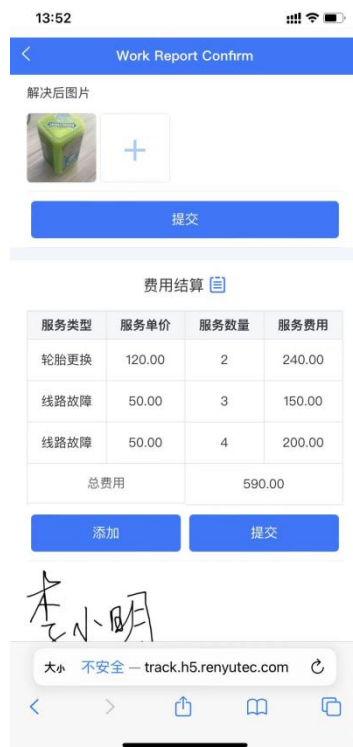 13:52
Work Report Confirm
解决后图片
提交
费用结算
服务类型 服务单价 服务数量 服务费用
轮胎更换 120.00 2 240.00
线路故障 50.00 3 150.00
线路故障 50.00 4 200.00
总费用 590.00
添加 提交
李小明
大小 不安全 — track.h5.renyutec.com